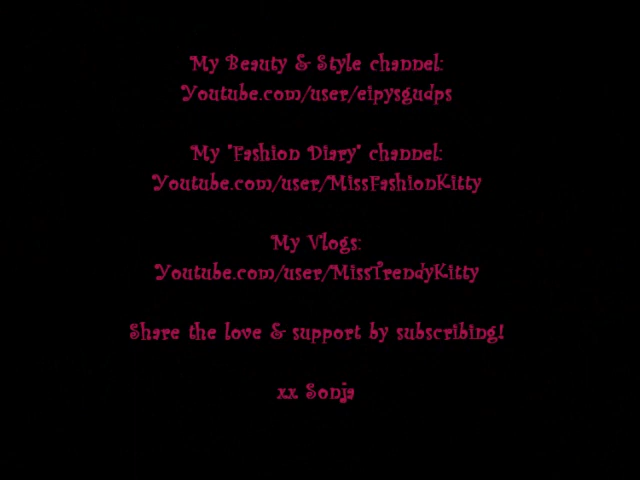 My Beauty & Style channel:
Youtube.com/user/eipysgudps
My "Fashion Diary" channel:
Youtube.com/user/MissFashionKitty
My Vlogs:
Youtube.com/user/MissTrendyKitty
Share the love & support by subscribing!
xx Sonja